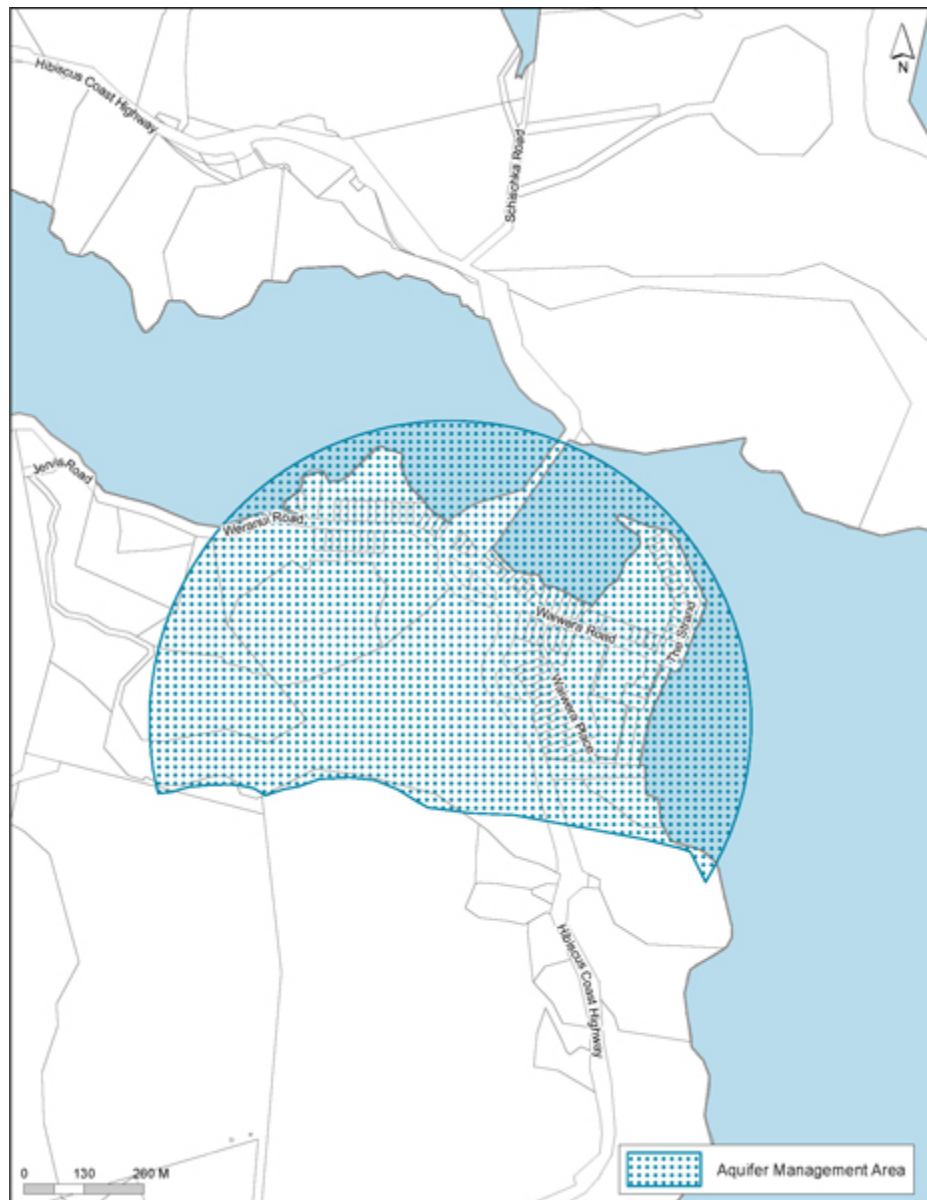 N
Hibiscus Coast Highway
Schischka Road
Jervis Road
Weranui Road
Waiwera Road
The Strand
Waiwera Place
Hibiscus Coast Highway
0 130 260 M
Aquifer Management Area